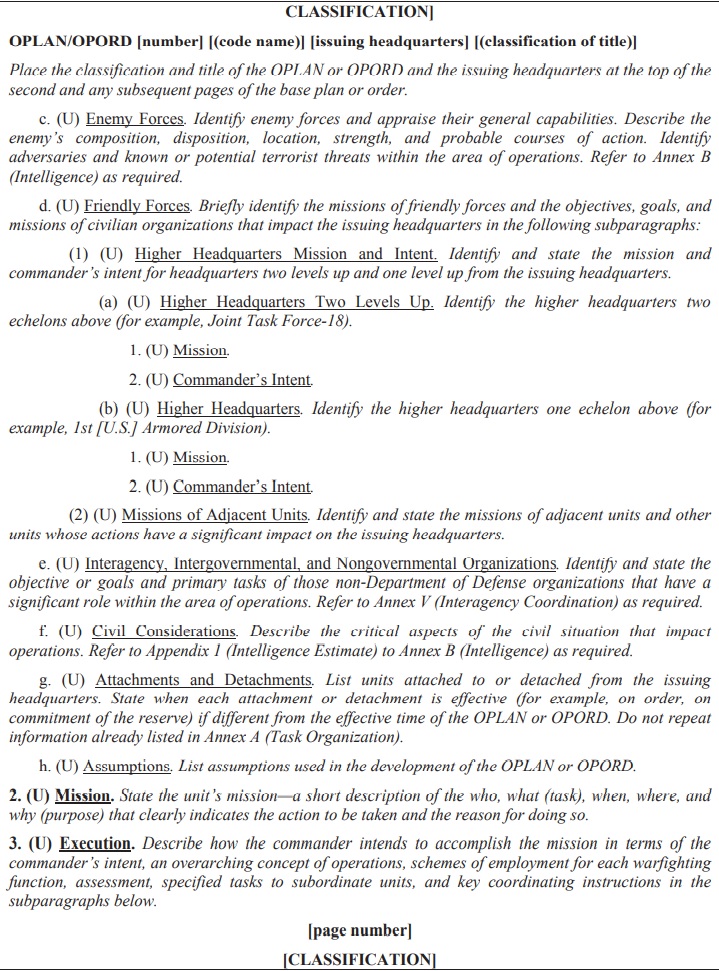 CLASSIFICATION]
OPLAN/OPORD [number] [(code name)] [issuing headquarters] [(classification of title)]
Place the classification and title of the OPLAN or OPORD and the issuing headquarters at the top of the
second and any subsequent pages of the base plan or order.
c. (U) Enemy Forces. Identify enemy forces and appraise their general capabilities. Describe the
enemy's composition, disposition, location, strength, and probable courses of action. Identify
adversaries and known or potential terrorist threats within the area of operations. Refer to Annex B
(Intelligence) as required.
d. (U) Friendly Forces. Briefly identify the missions of friendly forces and the objectives, goals, and
missions of civilian organizations that impact the issuing headquarters in the following subparagraphs:
(1) (U) Higher Headquarters Mission and Intent. Identify and state the mission and
commander's intent for headquarters two levels up and one level up from the issuing headquarters.
(a) (U) Higher Headquarters Two Levels Up. Identify the higher headquarters two
echelons above (for example, Joint Task Force-18).
1. (U) Mission.
2. (U) Commander's Intent.
(b) (U) Higher Headquarters. Identify the higher headquarters one echelon above (for
example, 1st [U.S.] Armored Division).
1. (U) Mission.
2. (U) Commander's Intent.
(2) (U) Missions of Adjacent Units. Identify and state the missions of adjacent units and other
units whose actions have a significant impact on the issuing headquarters.
e. (U) Interagency, Intergovernmental, and Nongovernmental Organizations. Identify and state the
objective or goals and primary tasks of those non-Department of Defense organizations that have a
significant role within the area of operations. Refer to Annex V (Interagency Coordination) as required.
f. (U) Civil Considerations. Describe the critical aspects of the civil situation that impact
operations. Refer to Appendix 1 (Intelligence Estimate) to Annex B (Intelligence) as required.
g. (U) Attachments and Detachments. List units attached to or detached from the issuing
headquarters. State when each attachment or detachment is effective (for example, on order, on
commitment of the reserve) if different from the effective time of the OPLAN or OPORD. Do not repeat
information already listed in Annex A (Task Organization).
h. (U) Assumptions. List assumptions used in the development of the OPLAN or OPORD.
2. (U) Mission. State the unit's mission—a short description of the who, what (task), when, where, and
why (purpose) that clearly indicates the action to be taken and the reason for doing so.
3. (U) Execution. Describe how the commander intends to accomplish the mission in terms of the
commander's intent, an overarching concept of operations, schemes of employment for each warfighting
function, assessment, specified tasks to subordinate units, and key coordinating instructions in the
subparagraphs below.
[page number]
[CLASSIFICATION]